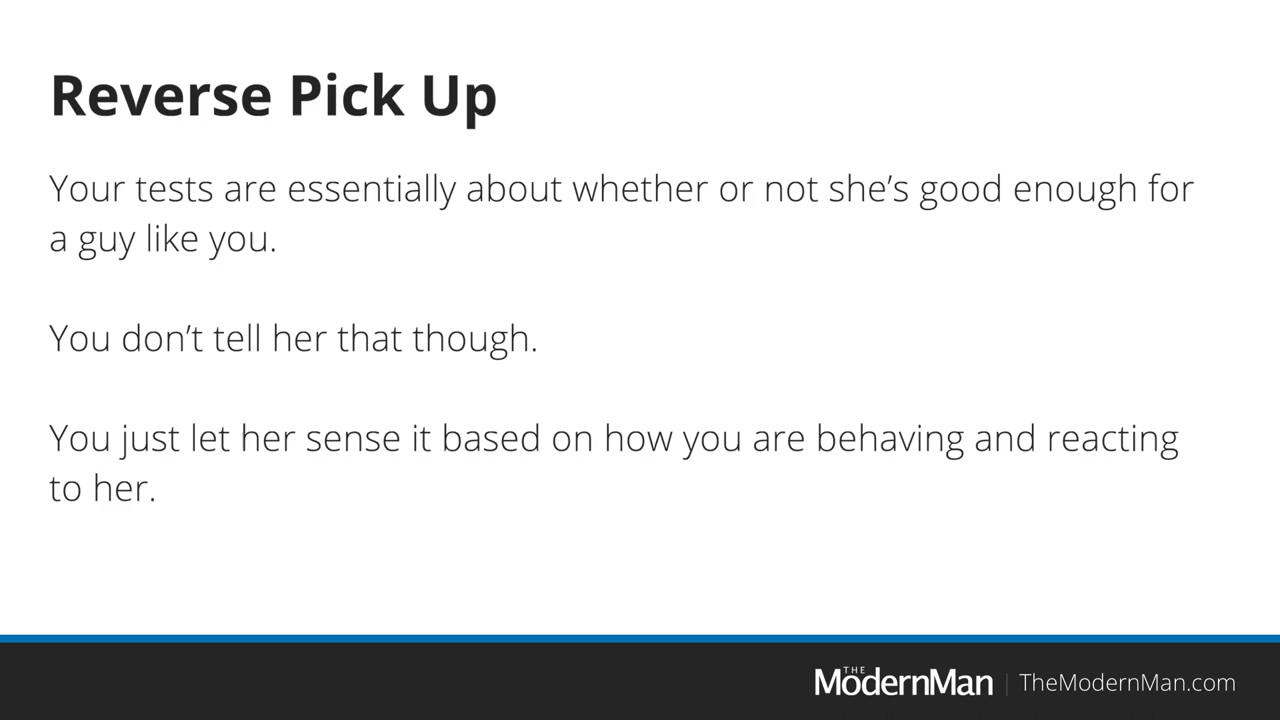 Reverse Pick Up
Your tests are essentially about whether or not she’s good enough for
a guy like you.
You don’t tell her that though.
You just let her sense it based on how you are behaving and reacting
to her.
THE
ModernMan | TheModernMan.com